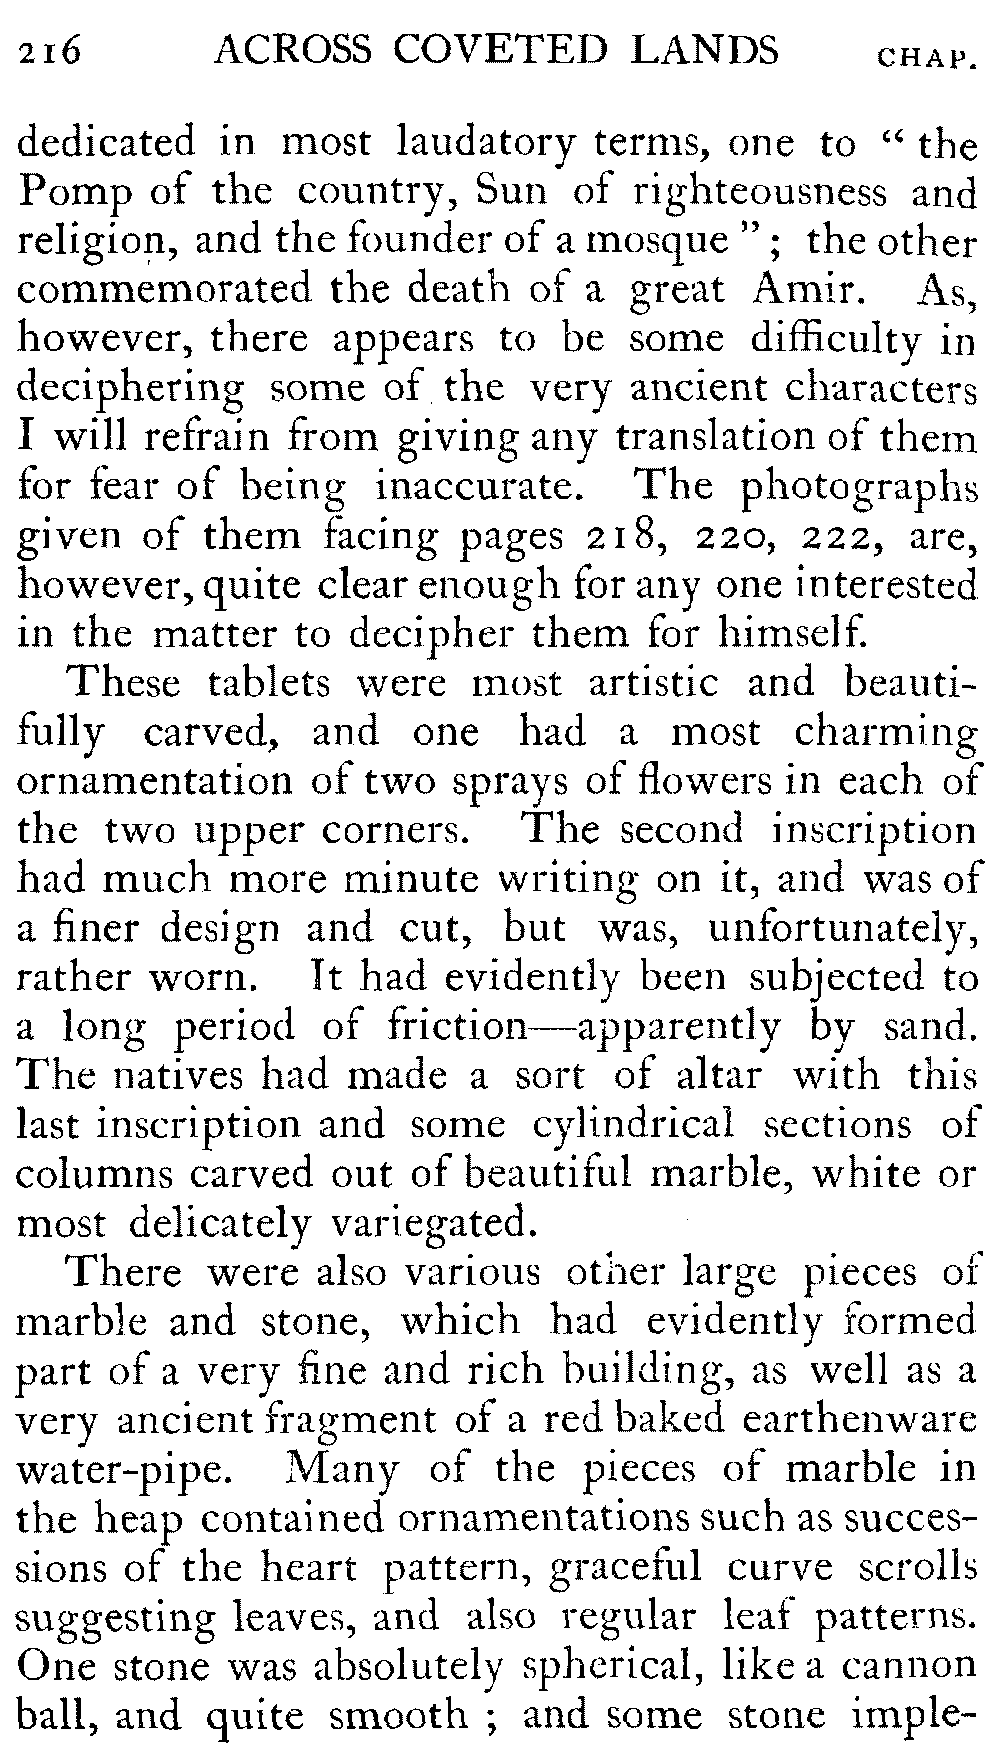 216 ACROSS COVETED LANDS CHAP.
dedicated in most laudatory terms, one to “ the
Pomp of the country, Sun of righteousness and
religion, and the founder of a mosque ” ; the other
commemorated the death of a great Amir. As,
however, there appears to be some difficulty in
deciphering some of the very ancient characters
I will refrain from giving any translation of them
for fear of being inaccurate. The photographs
given of them facing pages 218, 220, 222, are,
however, quite clear enough for any one interested
in the matter to decipher them for himself.
These tablets were most artistic and beauti-
fully carved, and one had a most charming
ornamentation of two sprays of flowers in each of
the two upper corners. The second inscription
had much more minute writing on it, and was of
a finer design and cut, but was, unfortunately,
rather worn. It had evidently been subjected to
a long period of friction—apparently by sand.
The natives had made a sort of altar with this
last inscription and some cylindrical sections of
columns carved out of beautiful marble, white or
most delicately variegated.
There were also various other large pieces of
marble and stone, which had evidently formed
part of a very fine and rich building, as well as a
very ancient fragment of a red baked earthenware
water-pipe. Many of the pieces of marble in
the heap contained ornamentations such as succes-
sions of the heart pattern, graceful curve scrolls
suggesting leaves, and also regular leaf patterns.
One stone was absolutely spherical, like a cannon
ball, and quite smooth ; and some stone imple-